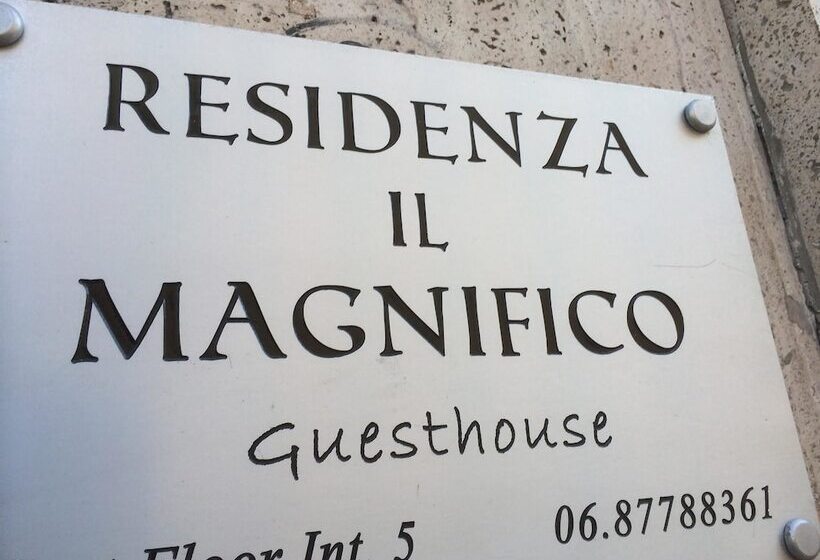 RESIDENZA
IL
MAGNIFICO
Guesthouse
Floor Int. 5 06.87788361